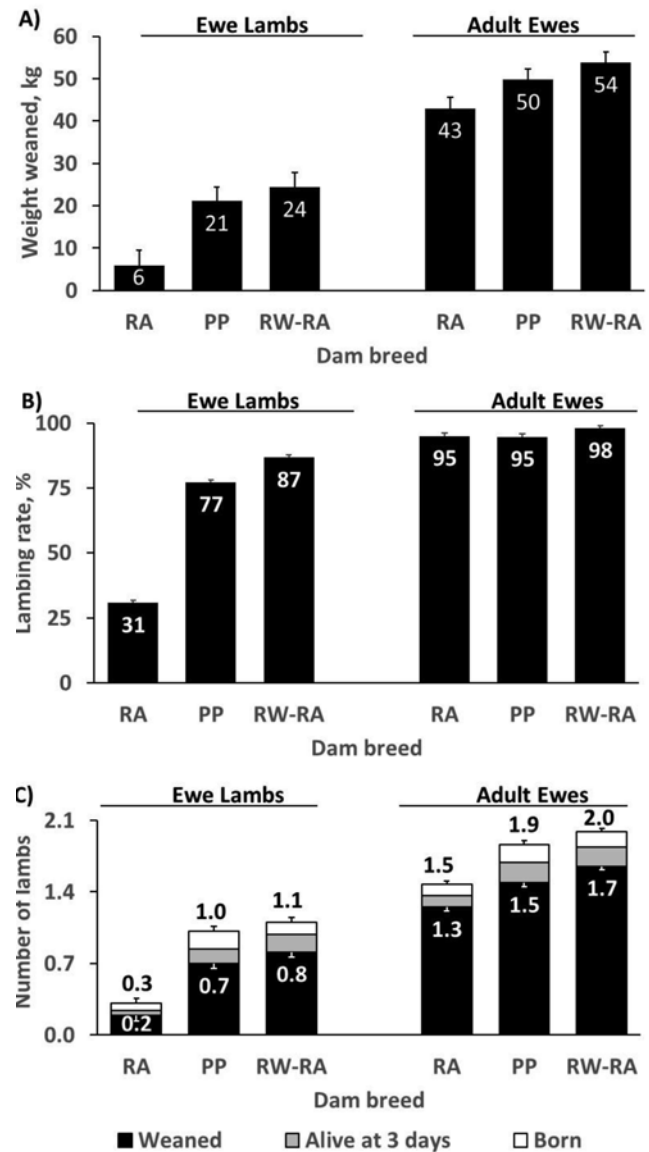 A)
Ewe Lambs Adult Ewes
Weight weaned, kg
60
50
40
30
20
10
0
6 21 24 43 50 54
RA PP RW-RA RA PP RW-RA
Dam breed
B)
Ewe Lambs Adult Ewes
Lambing rate, %
100
75
50
25
0
31 77 87 95 95 98
RA PP RW-RA RA PP RW-RA
Dam breed
C)
Ewe Lambs Adult Ewes
Number of lambs
2.1
1.4
0.7
0.0
0.3 1.0 1.1 1.5 1.9 2.0
0.2 0.7 0.8 1.3 1.5 1.7
RA PP RW-RA RA PP RW-RA
Dam breed
Weaned Alive at 3 days Born